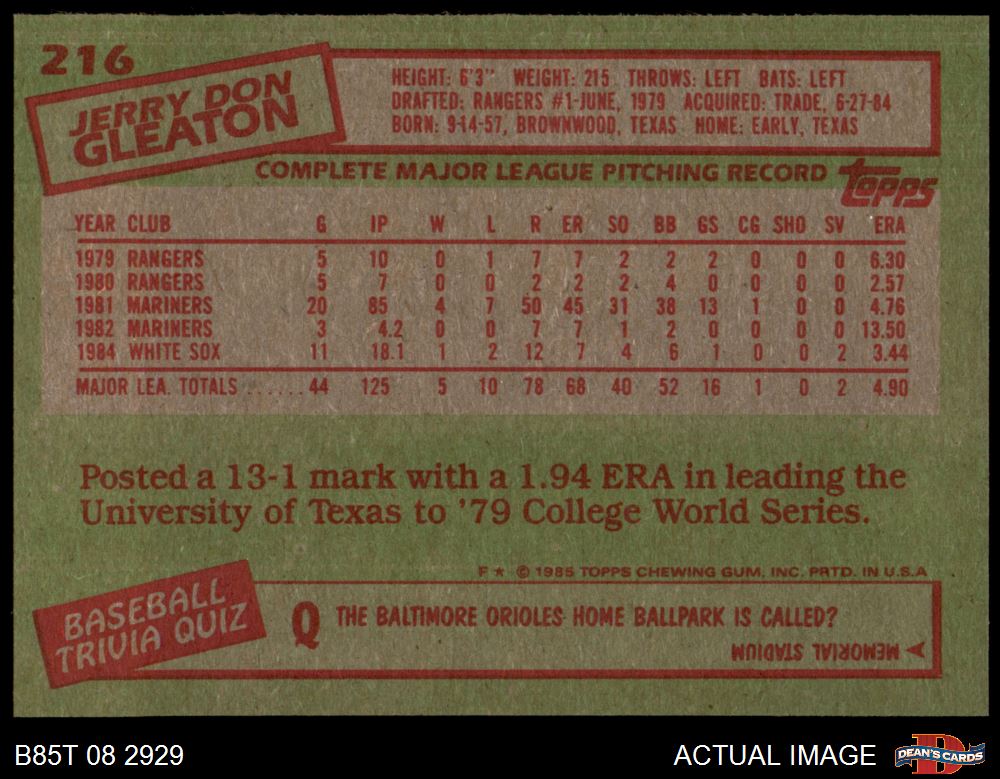 216
JERRY DON
GLEATON
HEIGHT: 6'3" WEIGHT: 215 THROWS: LEFT BATS: LEFT
DRAFTED: RANGERS #1-JUNE, 1979 ACQUIRED: TRADE, 6-27-84
BORN: 9-14-57, BROWNWOOD, TEXAS HOME: EARLY, TEXAS
COMPLETE MAJOR LEAGUE PITCHING RECORD topps
YEAR CLUB G IP W L R ER SO BB GS CG SHO SV ERA
1979 RANGERS 5 10 0 1 7 7 2 2 2 0 0 0 6.30
1980 RANGERS 5 7 0 0 2 2 2 4 0 0 0 0 2.57
1981 MARINERS 20 85 4 7 50 45 31 38 13 1 0 0 4.76
1982 MARINERS 3 4.2 0 0 7 7 1 2 0 0 0 0 13.50
1984 WHITE SOX 11 18.1 1 2 12 7 4 6 1 0 0 2 3.44
MAJOR LEA. TOTALS ...... 44 125 5 10 78 68 40 52 16 1 0 2 4.90
Posted a 13-1 mark with a 1.94 ERA in leading the
University of Texas to '79 College World Series.
F ★ © 1985 TOPPS CHEWING GUM, INC. PRTD. IN U.S.A
BASEBALL
TRIVIA QUIZ
Q THE BALTIMORE ORIOLES HOME BALLPARK IS CALLED?
MEMORIAL STADIUM
B85T 08 2929 ACTUAL IMAGE DEAN'S CARDS